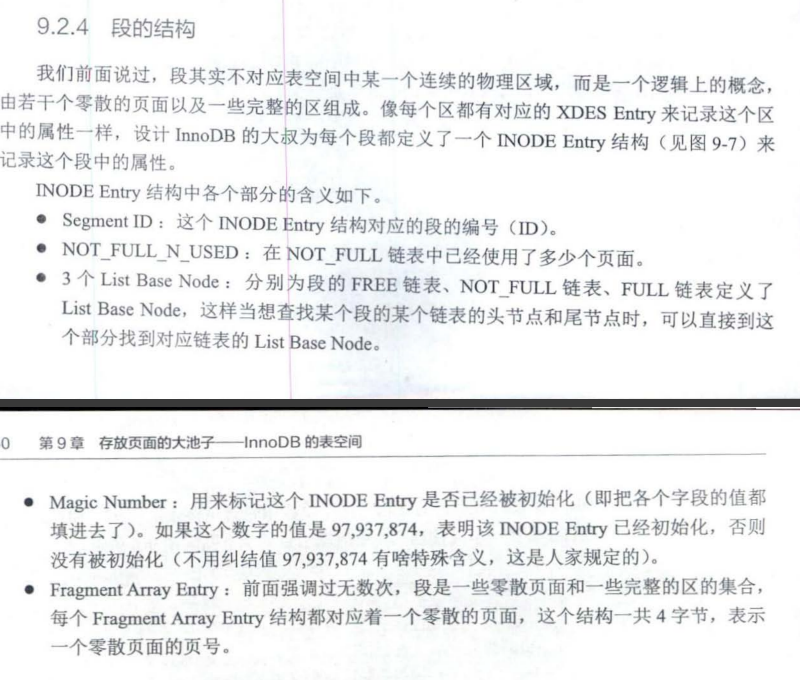 9.2.4 段的结构
我们前面说过，段其实不对应表空间中某一个连续的物理区域，而是一个逻辑上的概念，
由若干个零散的页面以及一些完整的区组成。像每个区都有对应的 XDES Entry 来记录这个区
中的属性一样，设计 InnoDB 的大叔为每个段都定义了一个 INODE Entry 结构（见图 9-7）来
记录这个段中的属性。
INODE Entry 结构中各个部分的含义如下。
● Segment ID：这个 INODE Entry 结构对应的段的编号（ID）。
● NOT_FULL_N_USED：在 NOT_FULL 链表中已经使用了多少个页面。
● 3 个 List Base Node：分别为段的 FREE 链表、NOT_FULL 链表、FULL 链表定义了
List Base Node，这样当想查找某个段的某个链表的头节点和尾节点时，可以直接到这
个部分找到对应链表的 List Base Node。
0 第 9 章 存放页面的大池子——InnoDB 的表空间
● Magic Number：用来标记这个 INODE Entry 是否已经被初始化（即把各个字段的值都
填进去了）。如果这个数字的值是 97,937,874，表明该 INODE Entry 已经初始化，否则
没有被初始化（不用纠结值 97,937,874 有啥特殊含义，这是人家规定的）。
● Fragment Array Entry：前面强调过无数次，段是一些零散页面和一些完整的区的集合，
每个 Fragment Array Entry 结构都对应着一个零散的页面，这个结构一共 4 字节，表示
一个零散页面的页号。